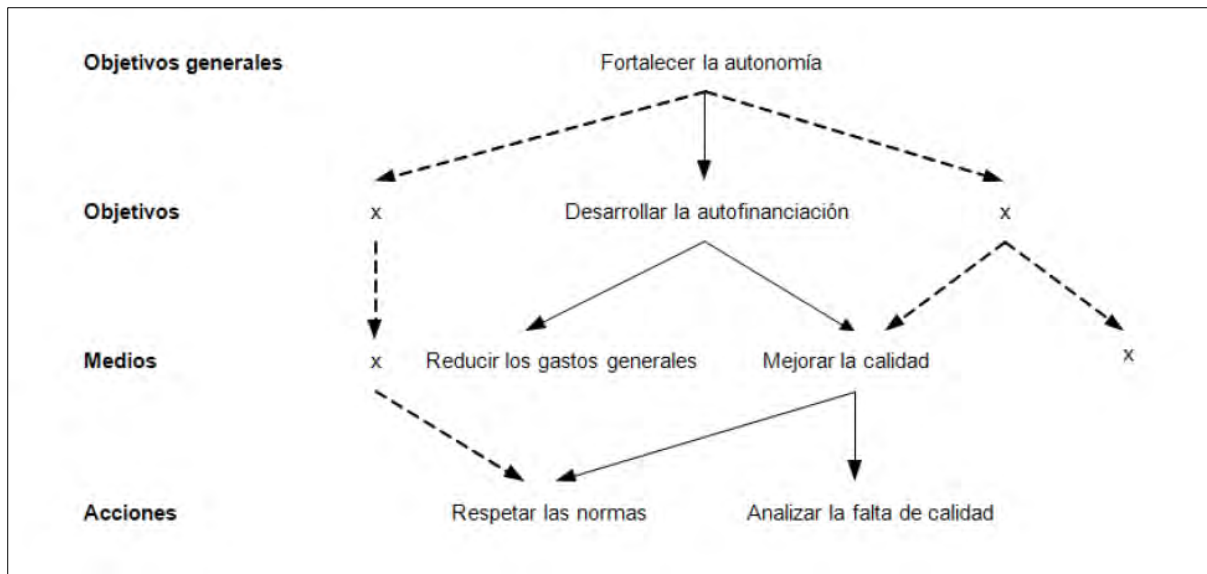 Objetivos generales Fortalecer la autonomía
Objetivos x Desarrollar la autofinanciación x
Medios x Reducir los gastos generales Mejorar la calidad x
Acciones Respetar las normas Analizar la falta de calidad